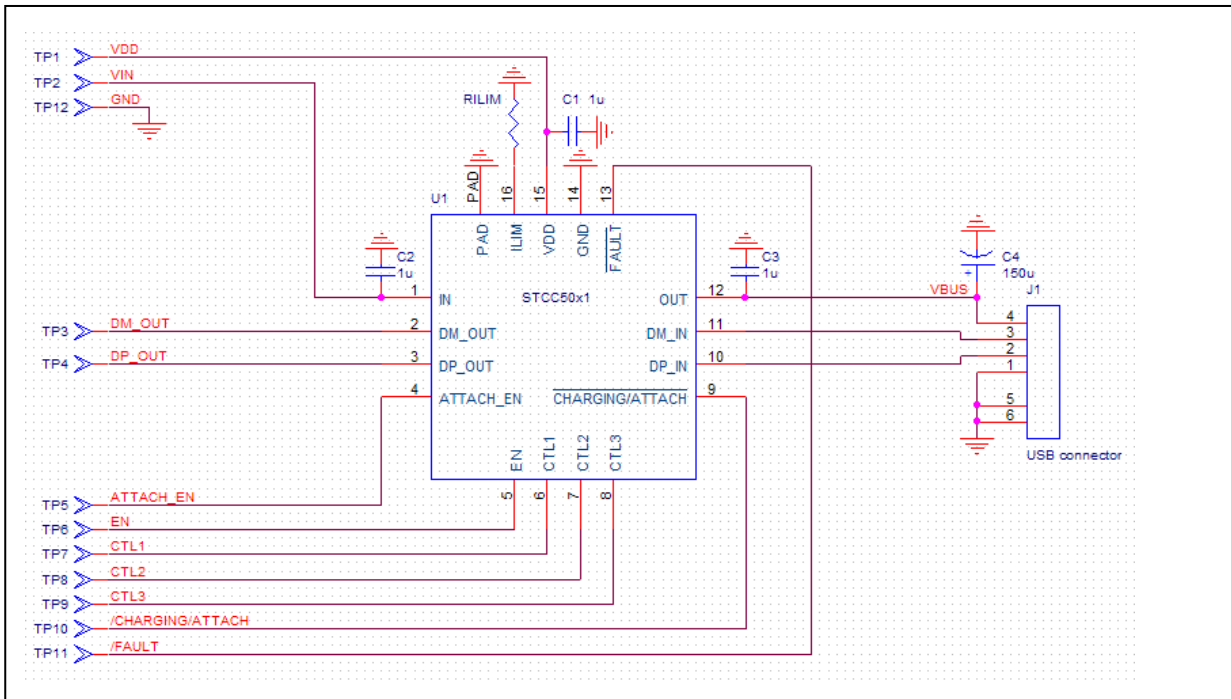 TP1 VDD
TP2 VIN
TP12 GND
RILIM
C1 1u
PAD
16
15
14
13
U1
PAD
ILIM
VDD
GND
FAULT
C2
1u
C3
1u
C4
150u
STCC50x1
1 IN
2 DM_OUT
3 DP_OUT
4 ATTACH_EN
OUT 12
DM_IN 11
DP_IN 10
CHARGING/ATTACH 9
VBUS
J1
4
3
2
1
5
6
USB connector
EN
CTL1
CTL2
CTL3
5
6
7
8
TP3 DM_OUT
TP4 DP_OUT
TP5 ATTACH_EN
TP6 EN
TP7 CTL1
TP8 CTL2
TP9 CTL3
TP10 /CHARGING/ATTACH
TP11 /FAULT
+